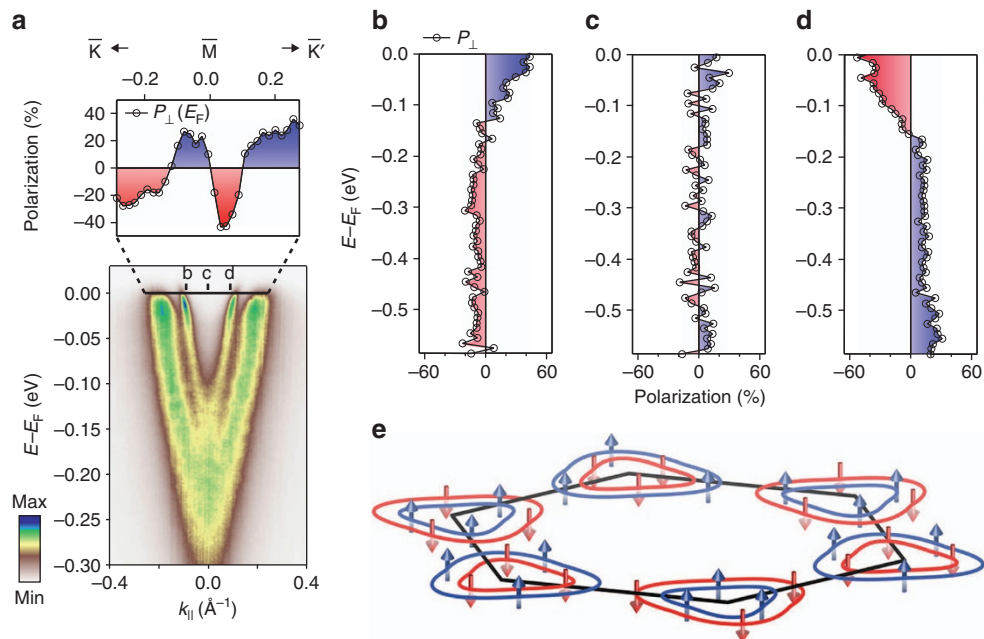 a
K̅ ← M̅ → K̅′
−0.2 0.0 0.2
Polarization (%)
40
20
0
−20
−40
P⊥(EF)
b c d
E–EF (eV)
0.00
−0.05
−0.10
−0.15
−0.20
−0.25
−0.30
−0.4 0.0 0.4
k|| (Å−1)
Max
Min
b
P⊥
E–EF (eV)
0.0
−0.1
−0.2
−0.3
−0.4
−0.5
−60 0 60
c
0.0
−0.1
−0.2
−0.3
−0.4
−0.5
−60 0 60
Polarization (%)
d
0.0
−0.1
−0.2
−0.3
−0.4
−0.5
−60 0 60
e